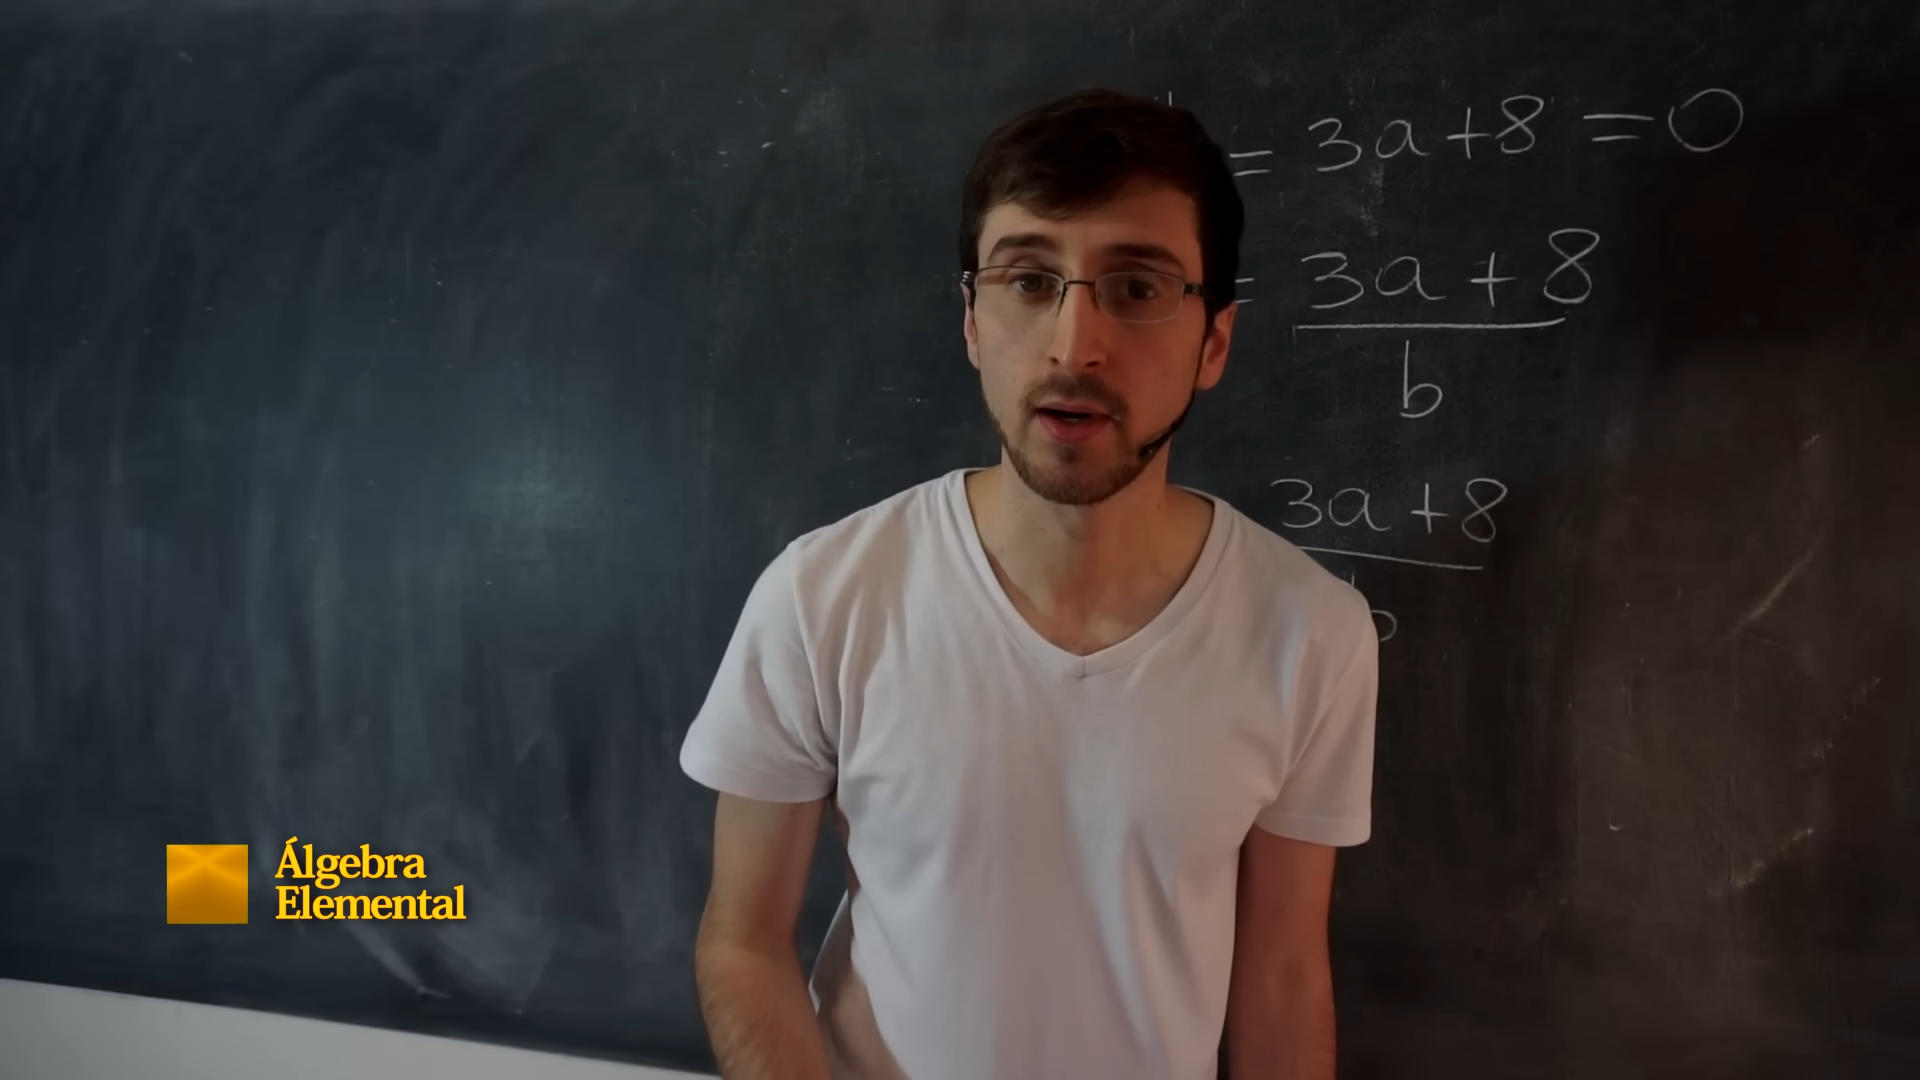 = 3a + 8 = 0
= 3a + 8
b
3a + 8
b
Álgebra
Elemental